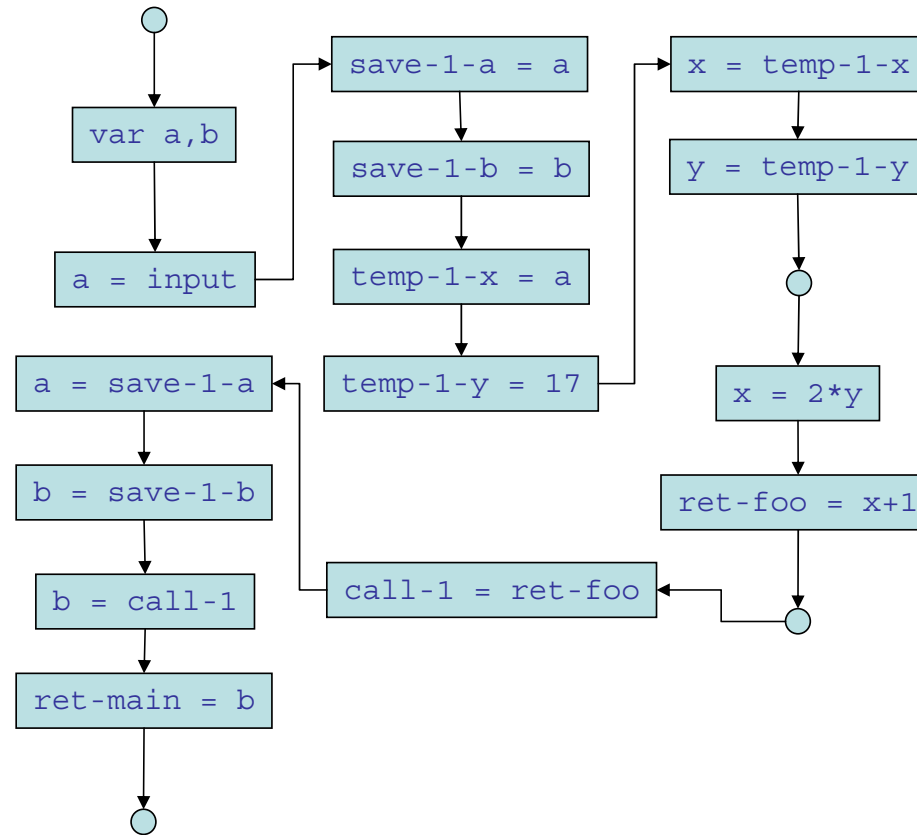 var a,b
a = input
save-1-a = a
save-1-b = b
temp-1-x = a
temp-1-y = 17
x = temp-1-x
y = temp-1-y
x = 2*y
ret-foo = x+1
call-1 = ret-foo
a = save-1-a
b = save-1-b
b = call-1
ret-main = b